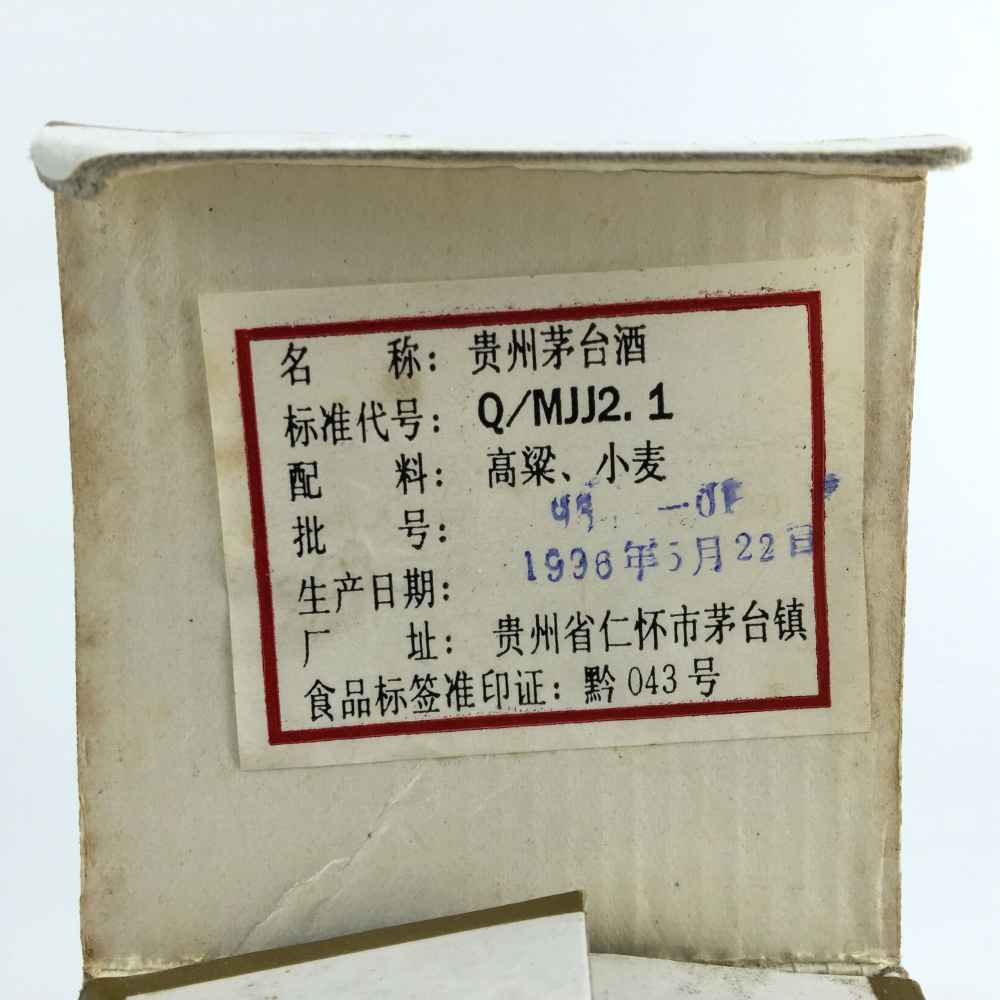 名 称: 贵州茅台酒
标准代号: Q/MJJ2.1
配 料: 高粱、小麦
批 号:
生产日期: 1996年5月22日
厂 址: 贵州省仁怀市茅台镇
食品标签准印证: 黔043号